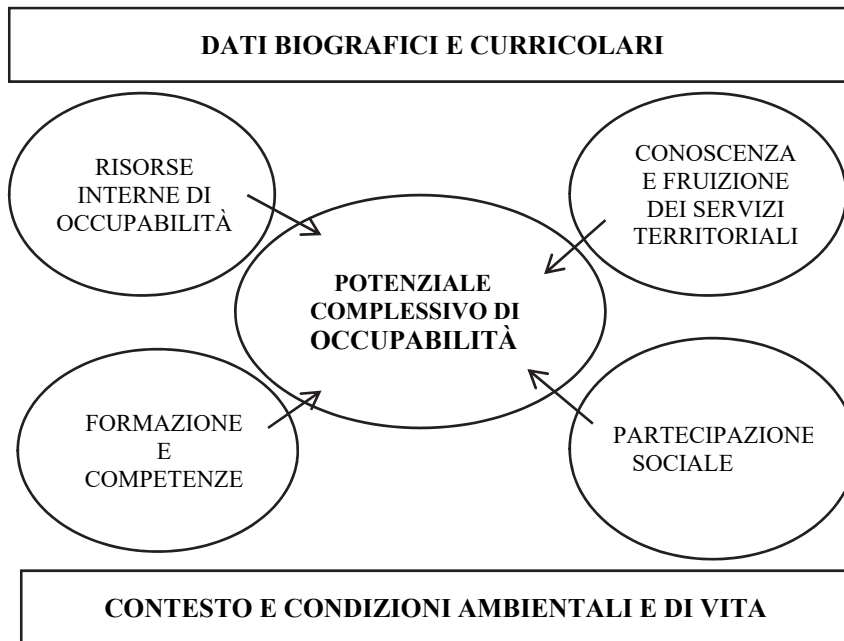 DATI BIOGRAFICI E CURRICOLARI
RISORSE
INTERNE DI
OCCUPABILITÀ
CONOSCENZA
E FRUIZIONE
DEI SERVIZI
TERRITORIALI
POTENZIALE
COMPLESSIVO DI
OCCUPABILITÀ
FORMAZIONE
E
COMPETENZE
PARTECIPAZIONE
SOCIALE
CONTESTO E CONDIZIONI AMBIENTALI E DI VITA